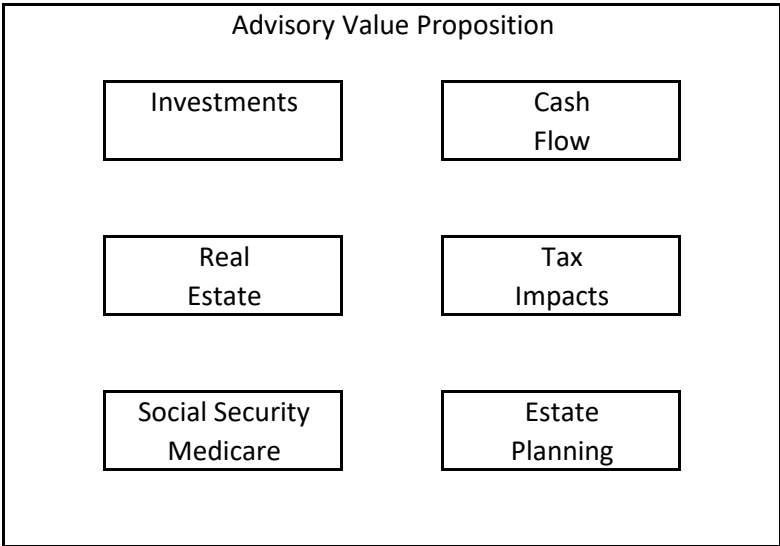 Advisory Value Proposition
Investments
Cash
Flow
Real
Estate
Tax
Impacts
Social Security
Medicare
Estate
Planning